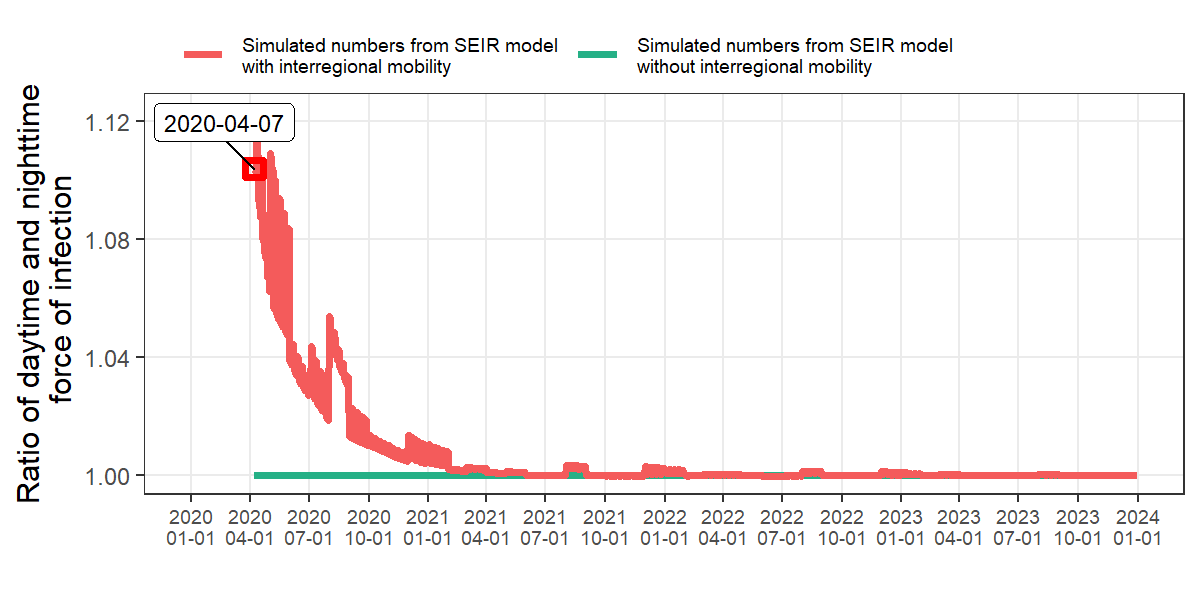 Simulated numbers from SEIR model
with interregional mobility
Simulated numbers from SEIR model
without interregional mobility
Ratio of daytime and nighttime
force of infection
2020-04-07
1.12
1.08
1.04
1.00
2020 2020 2020 2020 2021 2021 2021 2021 2022 2022 2022 2022 2023 2023 2023 2023 2024
01-01 04-01 07-01 10-01 01-01 04-01 07-01 10-01 01-01 04-01 07-01 10-01 01-01 04-01 07-01 10-01 01-01